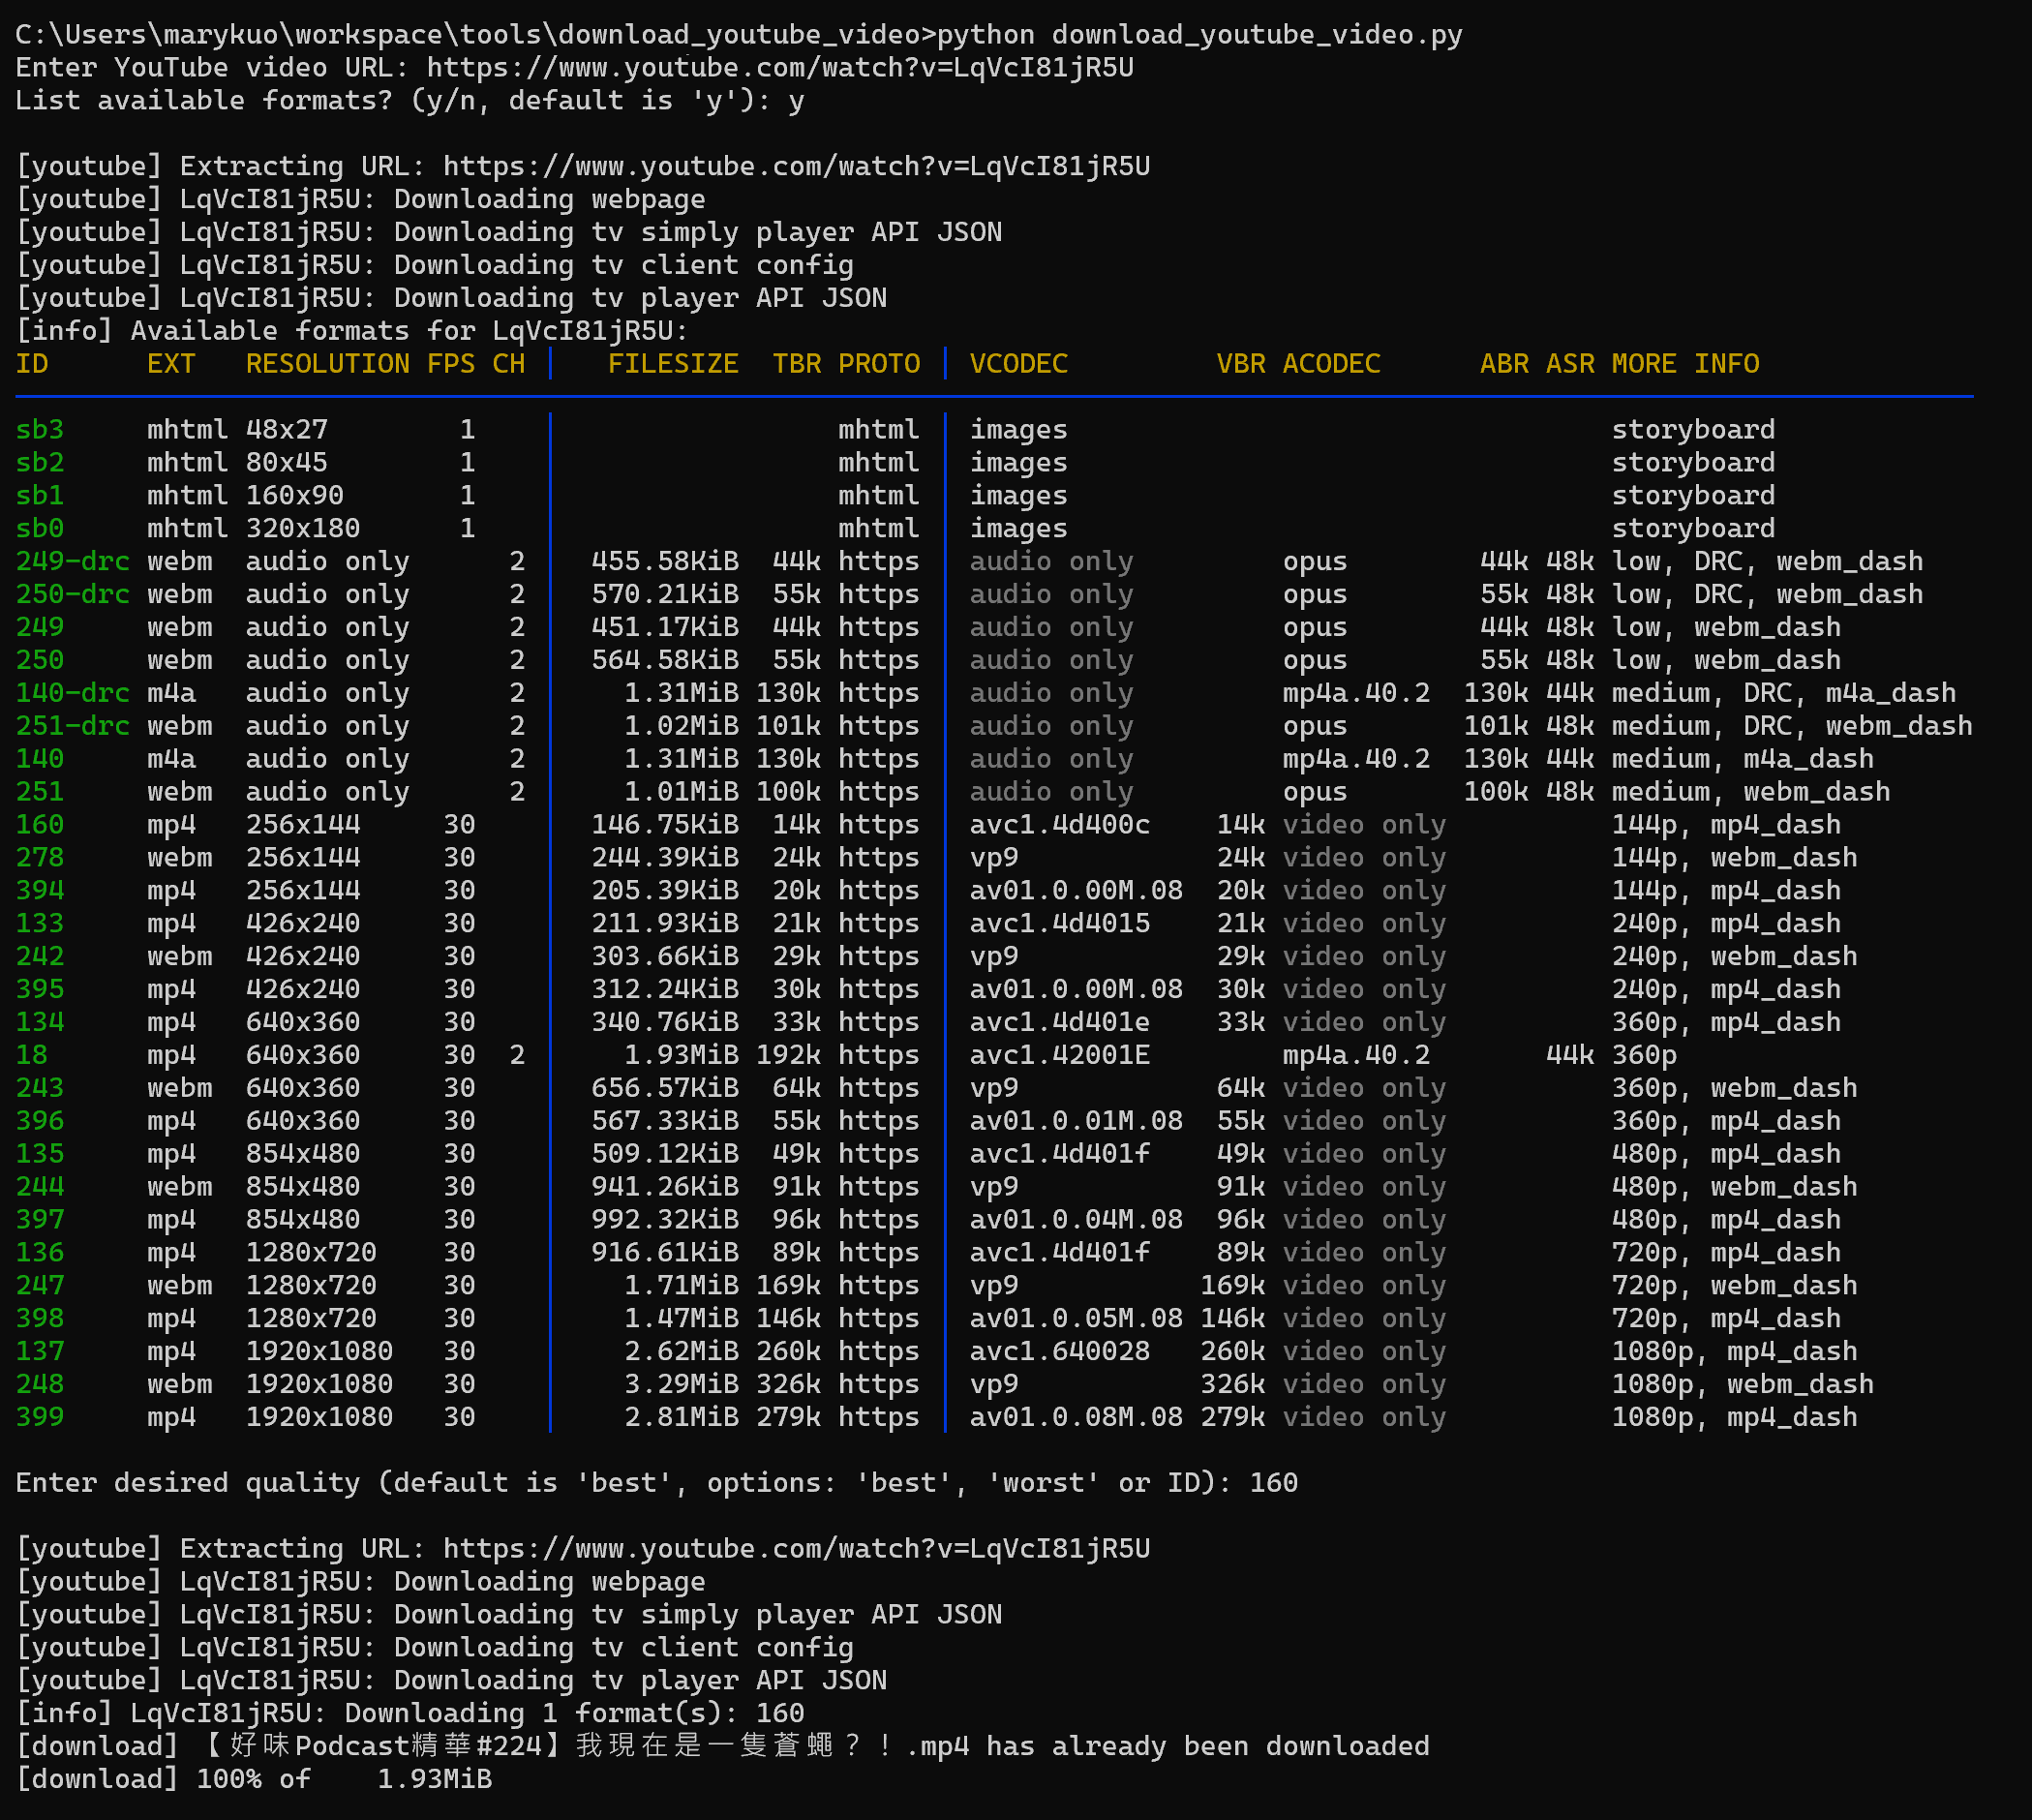 C:\Users\marykuo\workspace\tools\download_youtube_video>python download_youtube_video.py
Enter YouTube video URL: https://www.youtube.com/watch?v=LqVcI81jR5U
List available formats? (y/n, default is 'y'): y
[youtube] Extracting URL: https://www.youtube.com/watch?v=LqVcI81jR5U
[youtube] LqVcI81jR5U: Downloading webpage
[youtube] LqVcI81jR5U: Downloading tv simply player API JSON
[youtube] LqVcI81jR5U: Downloading tv client config
[youtube] LqVcI81jR5U: Downloading tv player API JSON
[info] Available formats for LqVcI81jR5U:
ID EXT RESOLUTION FPS CH | FILESIZE TBR PROTO | VCODEC VBR ACODEC ABR ASR MORE INFO
sb3 mhtml 48x27 1 | mhtml | images storyboard
sb2 mhtml 80x45 1 | mhtml | images storyboard
sb1 mhtml 160x90 1 | mhtml | images storyboard
sb0 mhtml 320x180 1 | mhtml | images storyboard
249-drc webm audio only 2 | 455.58KiB 44k https | audio only opus 44k 48k low, DRC, webm_dash
250-drc webm audio only 2 | 570.21KiB 55k https | audio only opus 55k 48k low, DRC, webm_dash
249 webm audio only 2 | 451.17KiB 44k https | audio only opus 44k 48k low, webm_dash
250 webm audio only 2 | 564.58KiB 55k https | audio only opus 55k 48k low, webm_dash
140-drc m4a audio only 2 | 1.31MiB 130k https | audio only mp4a.40.2 130k 44k medium, DRC, m4a_dash
251-drc webm audio only 2 | 1.02MiB 101k https | audio only opus 101k 48k medium, DRC, webm_dash
140 m4a audio only 2 | 1.31MiB 130k https | audio only mp4a.40.2 130k 44k medium, m4a_dash
251 webm audio only 2 | 1.01MiB 100k https | audio only opus 100k 48k medium, webm_dash
160 mp4 256x144 30 | 146.75KiB 14k https | avc1.4d400c 14k video only 144p, mp4_dash
278 webm 256x144 30 | 244.39KiB 24k https | vp9 24k video only 144p, webm_dash
394 mp4 256x144 30 | 205.39KiB 20k https | av01.0.00M.08 20k video only 144p, mp4_dash
133 mp4 426x240 30 | 211.93KiB 21k https | avc1.4d4015 21k video only 240p, mp4_dash
242 webm 426x240 30 | 303.66KiB 29k https | vp9 29k video only 240p, webm_dash
395 mp4 426x240 30 | 312.24KiB 30k https | av01.0.00M.08 30k video only 240p, mp4_dash
134 mp4 640x360 30 | 340.76KiB 33k https | avc1.4d401e 33k video only 360p, mp4_dash
18 mp4 640x360 30 2 | 1.93MiB 192k https | avc1.42001E mp4a.40.2 44k 360p
243 webm 640x360 30 | 656.57KiB 64k https | vp9 64k video only 360p, webm_dash
396 mp4 640x360 30 | 567.33KiB 55k https | av01.0.01M.08 55k video only 360p, mp4_dash
135 mp4 854x480 30 | 509.12KiB 49k https | avc1.4d401f 49k video only 480p, mp4_dash
244 webm 854x480 30 | 941.26KiB 91k https | vp9 91k video only 480p, webm_dash
397 mp4 854x480 30 | 992.32KiB 96k https | av01.0.04M.08 96k video only 480p, mp4_dash
136 mp4 1280x720 30 | 916.61KiB 89k https | avc1.4d401f 89k video only 720p, mp4_dash
247 webm 1280x720 30 | 1.71MiB 169k https | vp9 169k video only 720p, webm_dash
398 mp4 1280x720 30 | 1.47MiB 146k https | av01.0.05M.08 146k video only 720p, mp4_dash
137 mp4 1920x1080 30 | 2.62MiB 260k https | avc1.640028 260k video only 1080p, mp4_dash
248 webm 1920x1080 30 | 3.29MiB 326k https | vp9 326k video only 1080p, webm_dash
399 mp4 1920x1080 30 | 2.81MiB 279k https | av01.0.08M.08 279k video only 1080p, mp4_dash
Enter desired quality (default is 'best', options: 'best', 'worst' or ID): 160
[youtube] Extracting URL: https://www.youtube.com/watch?v=LqVcI81jR5U
[youtube] LqVcI81jR5U: Downloading webpage
[youtube] LqVcI81jR5U: Downloading tv simply player API JSON
[youtube] LqVcI81jR5U: Downloading tv client config
[youtube] LqVcI81jR5U: Downloading tv player API JSON
[info] LqVcI81jR5U: Downloading 1 format(s): 160
[download] 【好味Podcast精華#224】我現在是一隻蒼蠅？！.mp4 has already been downloaded
[download] 100% of 1.93MiB